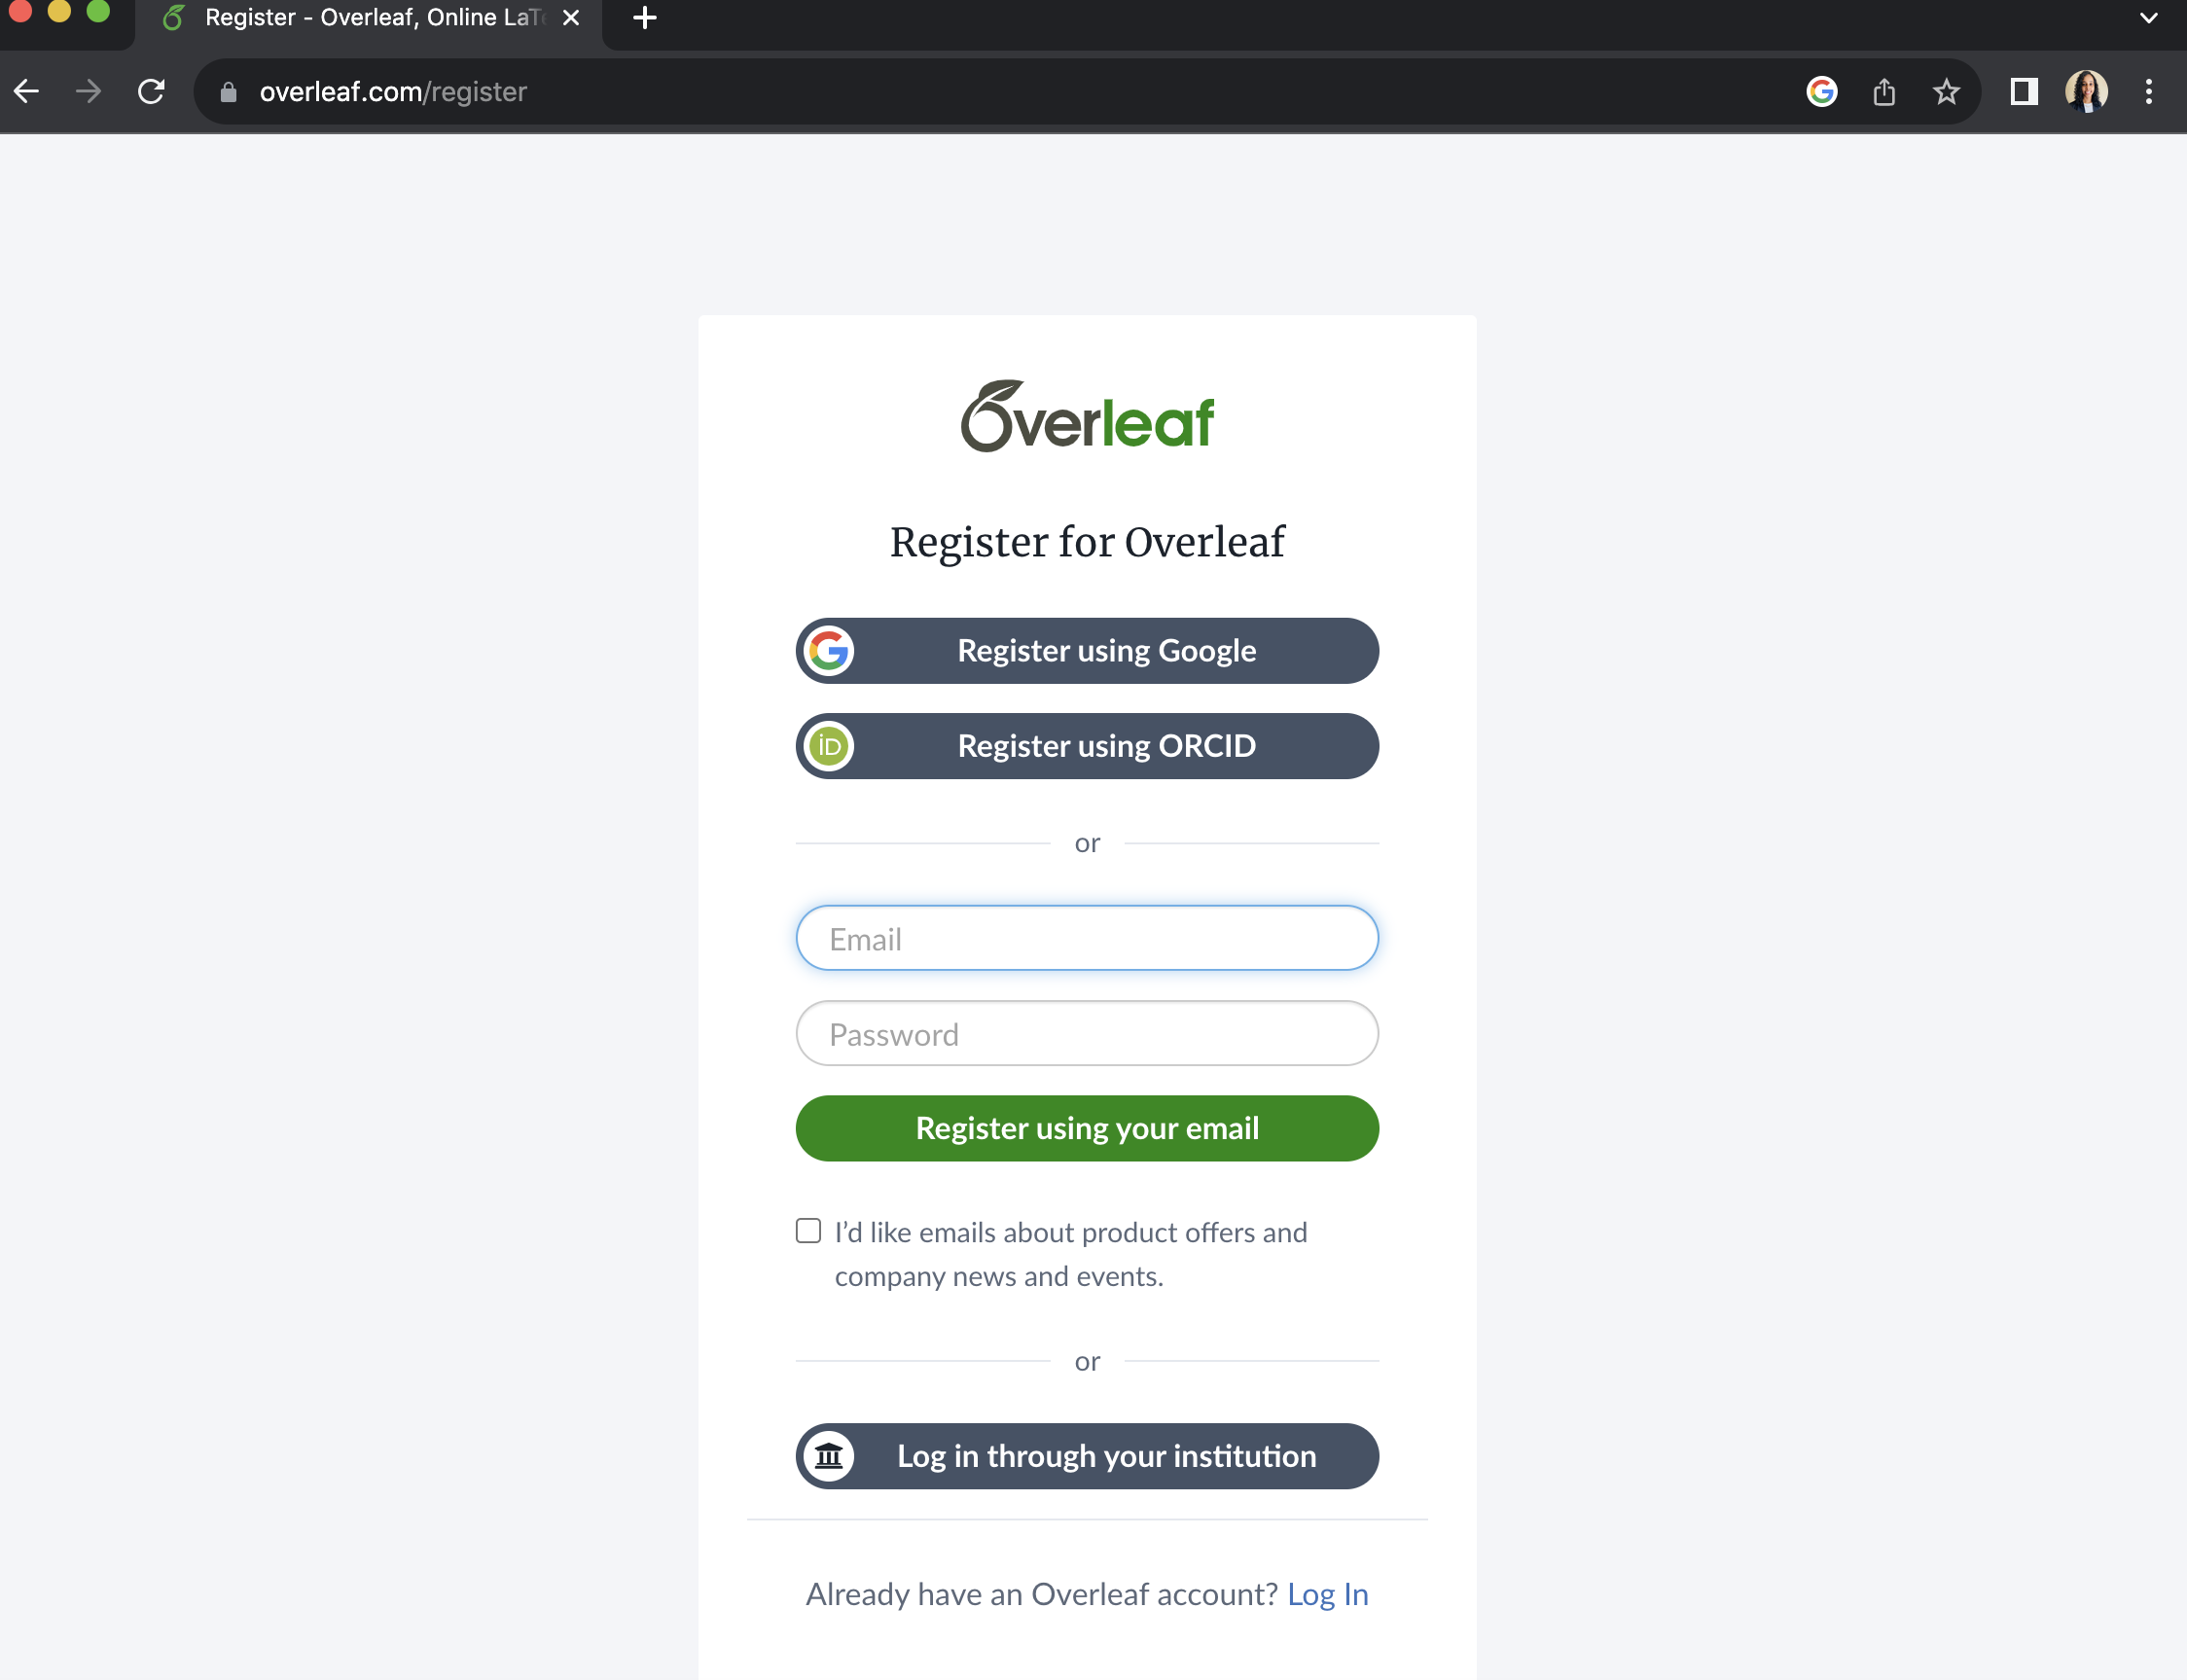 Register - Overleaf, Online LaTe
overleaf.com/register
Overleaf
Register for Overleaf
Register using Google
iD
Register using ORCID
or
Email
Password
Register using your email
I’d like emails about product offers and
company news and events.
or
Log in through your institution
Already have an Overleaf account? Log In